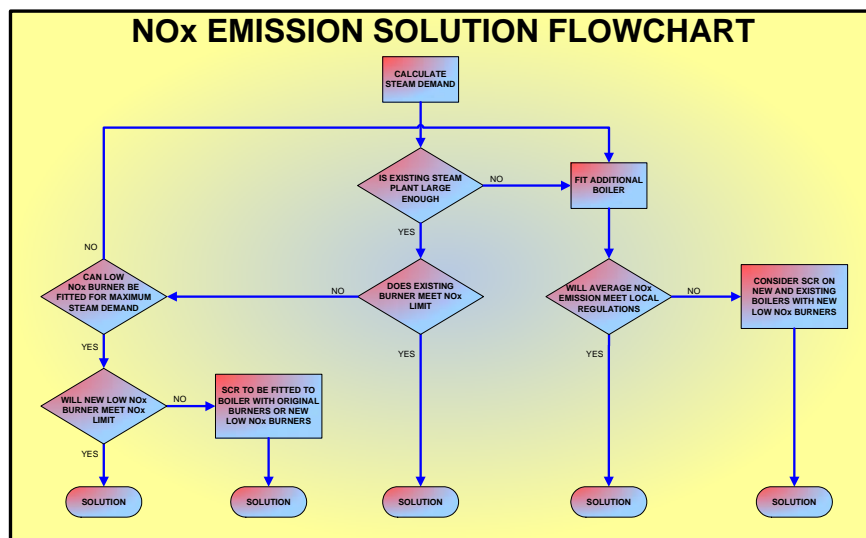 NOx EMISSION SOLUTION FLOWCHART
CALCULATE
STEAM DEMAND
IS EXISTING STEAM
PLANT LARGE
ENOUGH
NO
FIT ADDITIONAL
BOILER
YES
NO
CAN LOW
NOx BURNER BE
FITTED FOR MAXIMUM
STEAM DEMAND
NO
DOES EXISTING
BURNER MEET NOx
LIMIT
WILL AVERAGE NOx
EMISSION MEET LOCAL
REGULATIONS
NO
CONSIDER SCR ON
NEW AND EXISTING
BOILERS WITH NEW
LOW NOx BURNERS
YES
YES
YES
WILL NEW LOW NOx
BURNER MEET NOx
LIMIT
NO
SCR TO BE FITTED TO
BOILER WITH ORIGINAL
BURNERS OR NEW
LOW NOx BURNERS
YES
SOLUTION
SOLUTION
SOLUTION
SOLUTION
SOLUTION